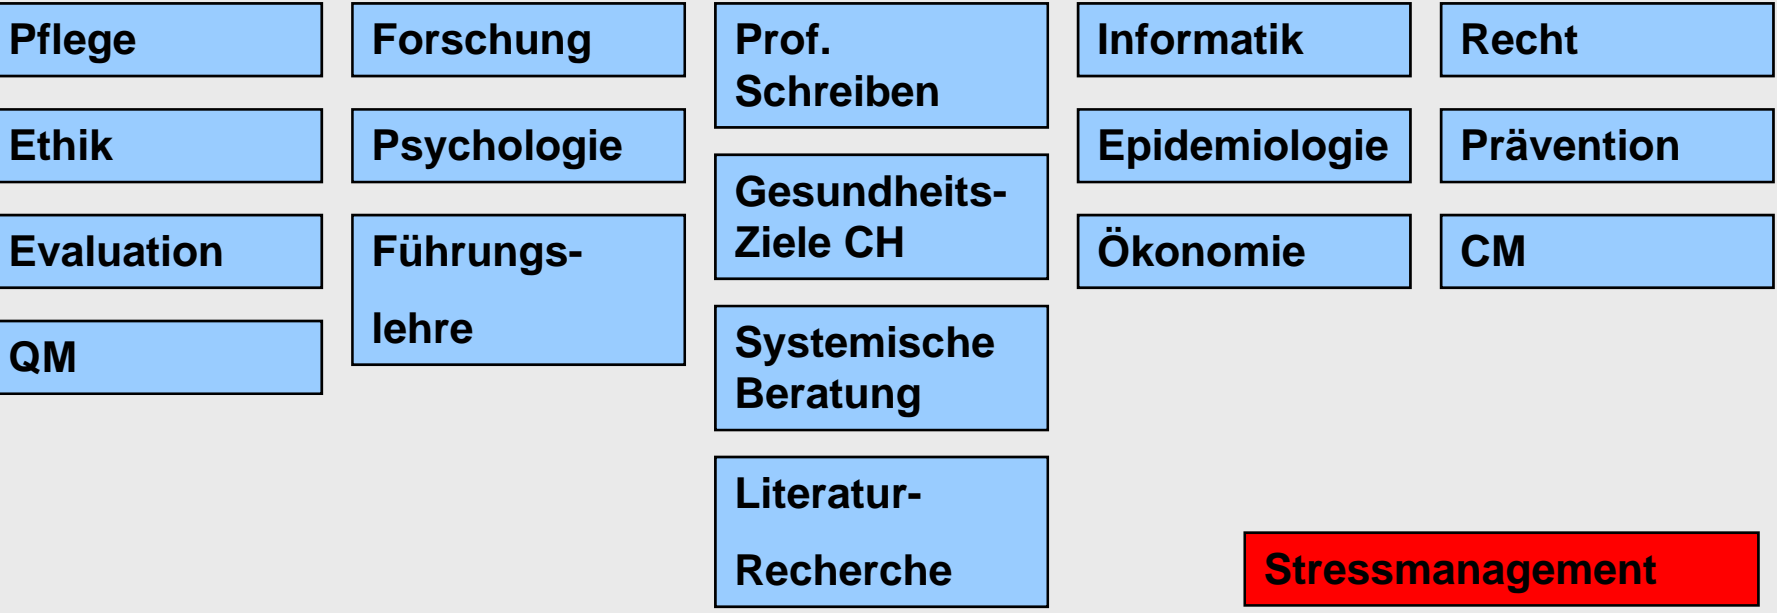 Pflege
Ethik
Evaluation
QM
Forschung
Psychologie
Führungs-
lehre
Prof.
Schreiben
Gesundheits-
Ziele CH
Systemische
Beratung
Literatur-
Recherche
Informatik
Epidemiologie
Ökonomie
Recht
Prävention
CM
Stressmanagement